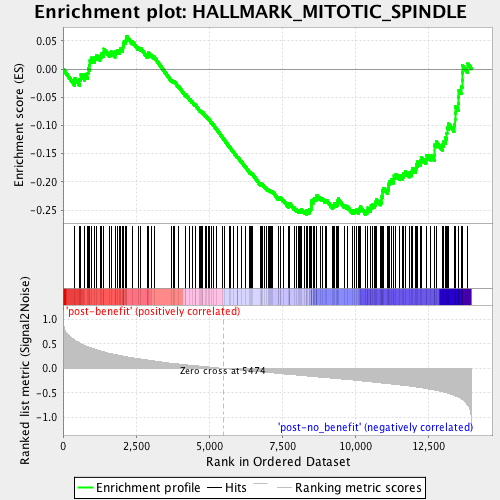 Enrichment plot: HALLMARK_MITOTIC_SPINDLE
Enrichment score (ES)
0.05
0.00
-0.05
-0.10
-0.15
-0.20
-0.25
'post-benefit' (positively correlated)
Ranked list metric (Signal2Noise)
1.0
0.5
0.0
-0.5
-1.0
Zero cross at 5474
'post-no_benefit' (negatively correlated)
0
2,500
5,000
7,500
10,000
12,500
Rank in Ordered Dataset
Enrichment profile
Hits
Ranking metric scores